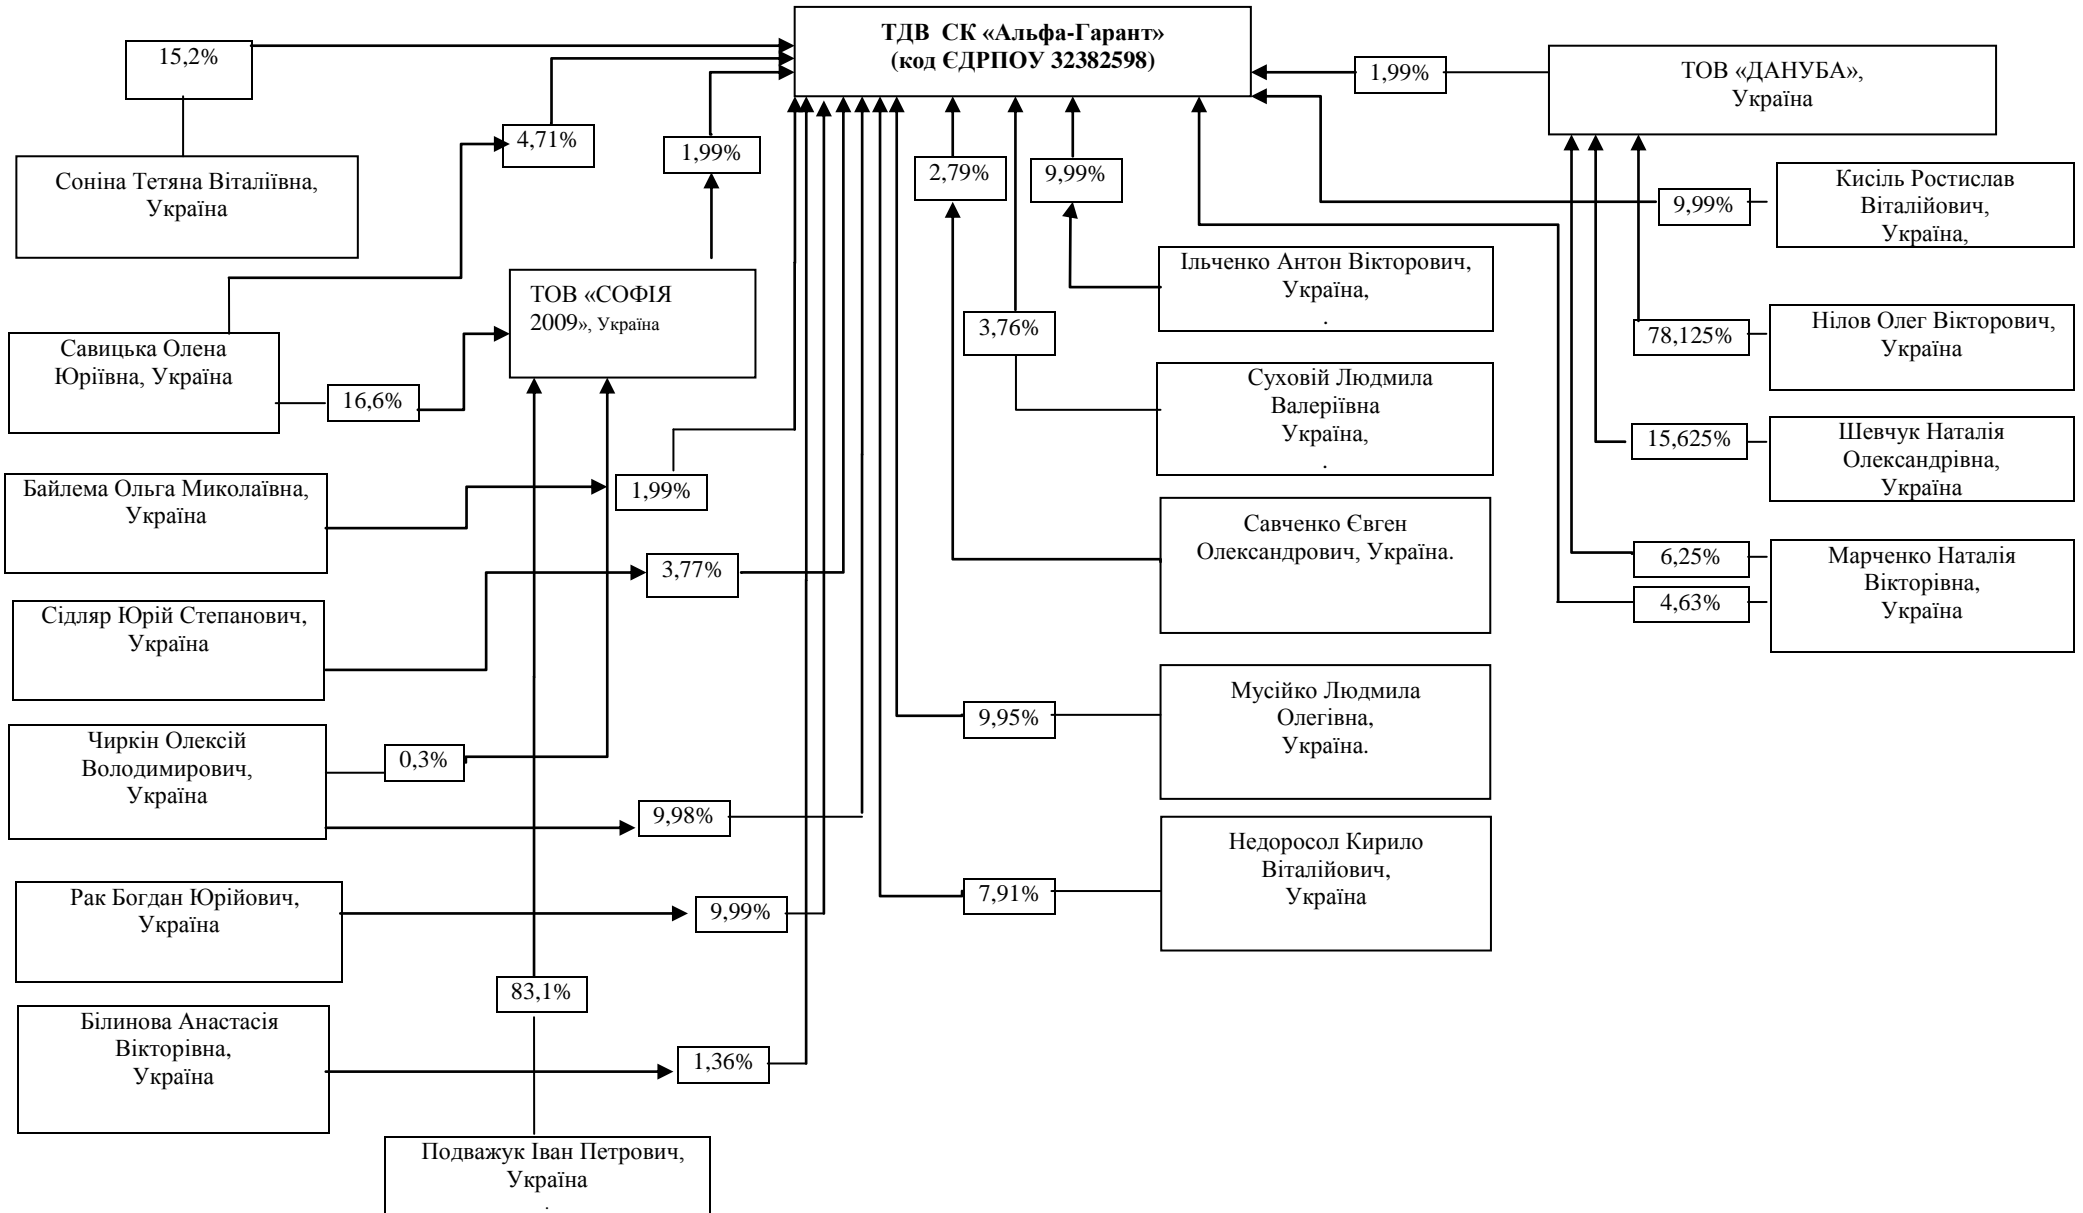 ТДВ СК «Альфа-Гарант»
(код ЄДРПОУ 32382598)
15,2%
4,71%
1,99%
2,79%
9,99%
1,99%
ТОВ «ДАНУБА»,
Україна
Соніна Тетяна Віталіївна,
Україна
9,99%
Кисіль Ростислав
Віталійович,
Україна,
ТОВ «СОФІЯ
2009», Україна
Ільченко Антон Вікторович,
Україна,
.
3,76%
78,125%
Нілов Олег Вікторович,
Україна
Савицька Олена
Юріївна, Україна
16,6%
Суховій Людмила
Валеріївна
Україна,
.
15,625%
Шевчук Наталія
Олександрівна,
Україна
Байлема Ольга Миколаївна,
Україна
1,99%
Савченко Євген
Олександрович, Україна.
3,77%
6,25%
4,63%
Марченко Наталія
Вікторівна,
Україна
Сідляр Юрій Степанович,
Україна
Мусійко Людмила
Олегівна,
Україна.
9,95%
Чиркін Олексій
Володимирович,
Україна
0,3%
9,98%
Недоросол Кирило
Віталійович,
Україна
7,91%
Рак Богдан Юрійович,
Україна
9,99%
83,1%
Білинова Анастасія
Вікторівна,
Україна
1,36%
Подважук Іван Петрович,
Україна
.